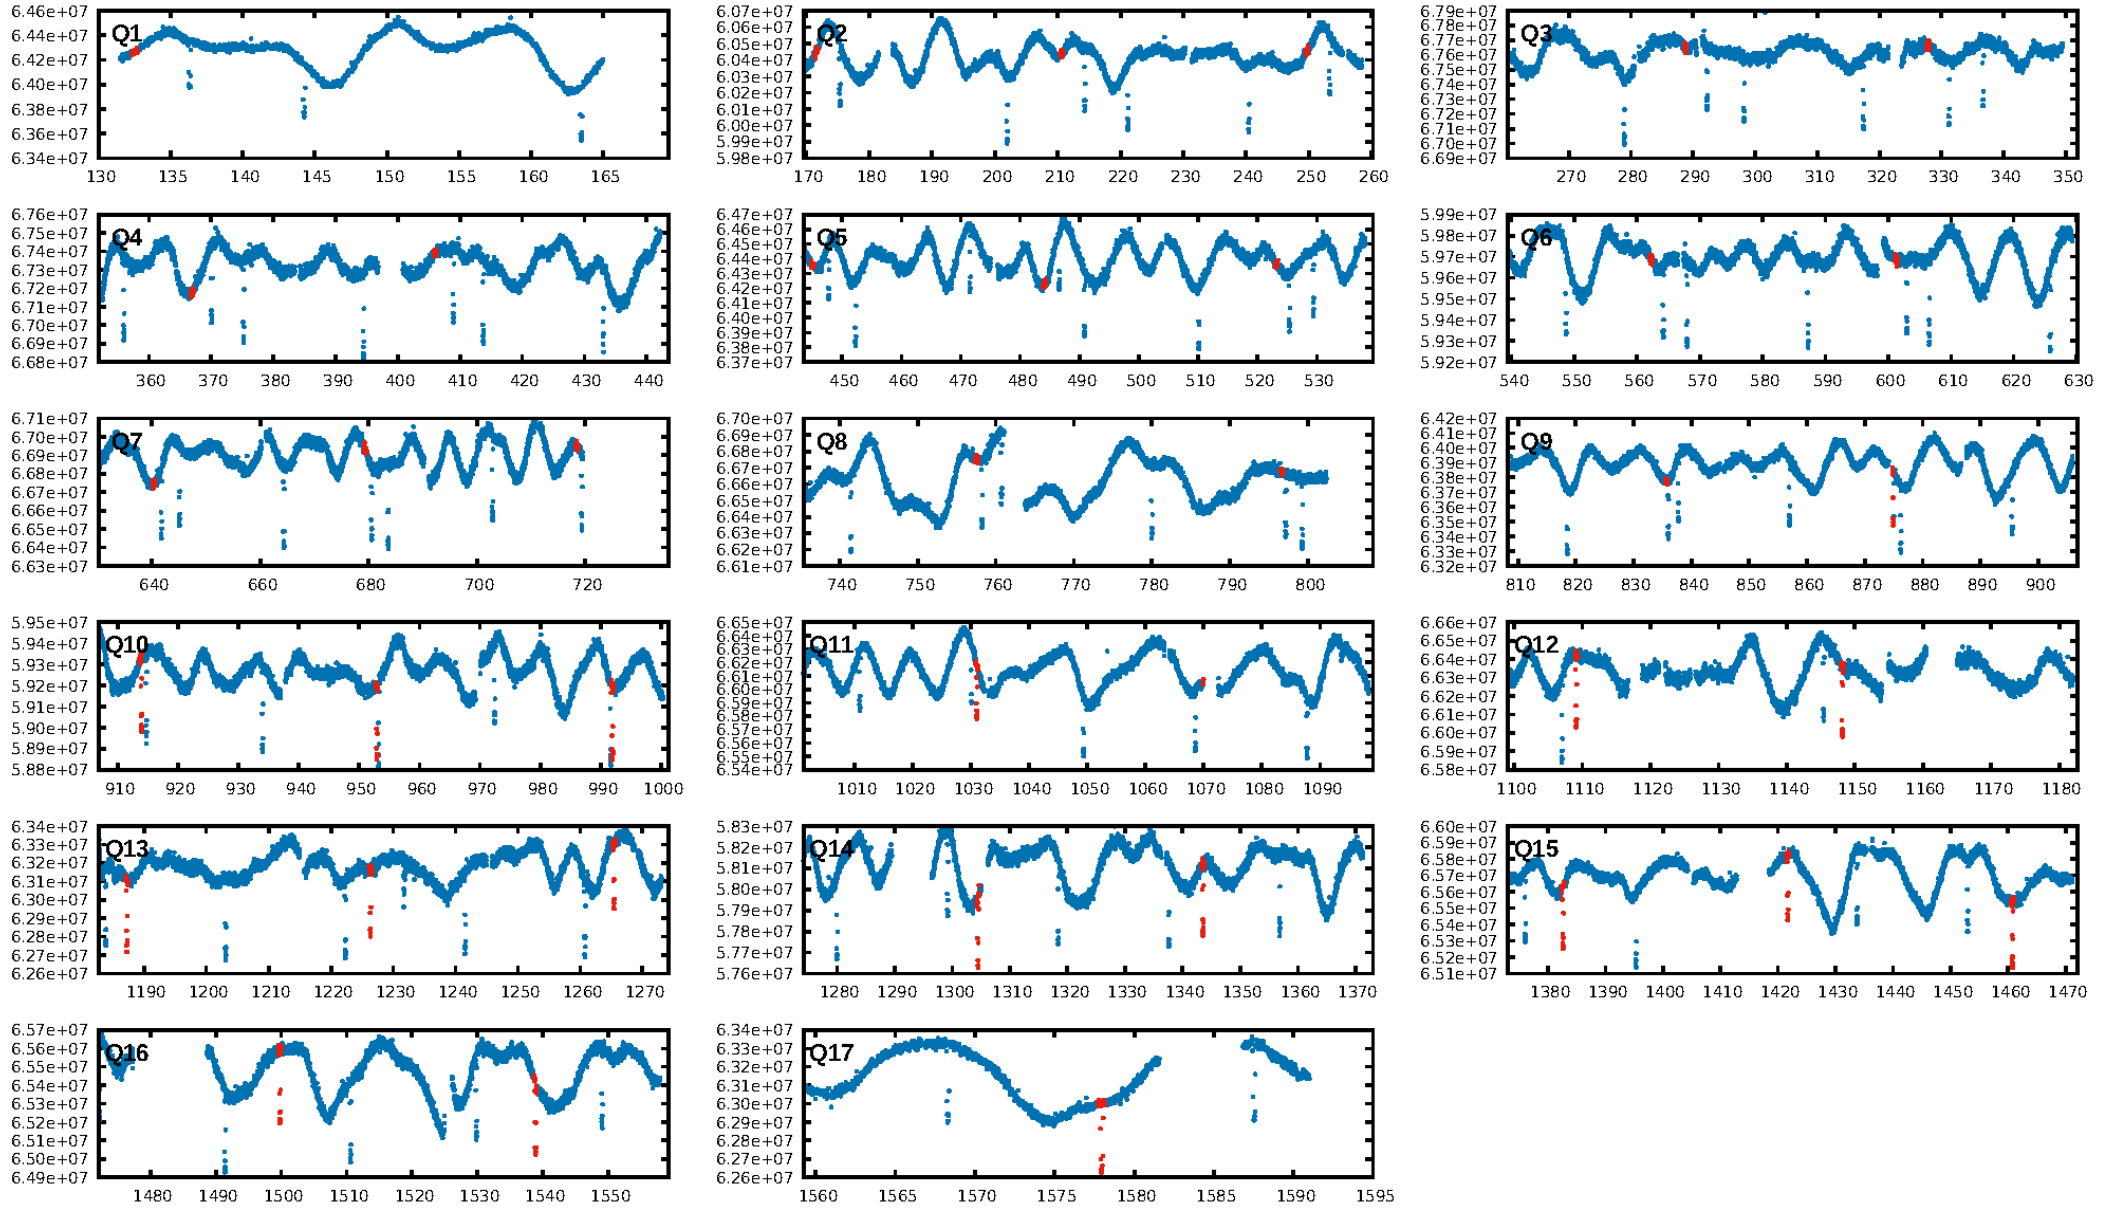 6.46e+07 6.44e+07 6.42e+07 6.40e+07 6.38e+07 6.36e+07 6.34e+07
Q1
130 135 140 145 150 155 160 165
6.07e+07 6.06e+07 6.05e+07 6.04e+07 6.03e+07 6.02e+07 6.01e+07 6.00e+07 5.99e+07 5.98e+07
Q2
170 180 190 200 210 220 230 240 250 260
6.79e+07 6.78e+07 6.77e+07 6.76e+07 6.75e+07 6.74e+07 6.73e+07 6.72e+07 6.71e+07 6.70e+07 6.69e+07
Q3
270 280 290 300 310 320 330 340 350
6.76e+07 6.75e+07 6.74e+07 6.73e+07 6.72e+07 6.71e+07 6.70e+07 6.69e+07 6.68e+07
Q4
360 370 380 390 400 410 420 430 440
6.47e+07 6.46e+07 6.45e+07 6.44e+07 6.43e+07 6.42e+07 6.41e+07 6.40e+07 6.39e+07 6.38e+07 6.37e+07
Q5
450 460 470 480 490 500 510 520 530
5.99e+07 5.98e+07 5.97e+07 5.96e+07 5.95e+07 5.94e+07 5.93e+07 5.92e+07
Q6
540 550 560 570 580 590 600 610 620 630
6.71e+07 6.70e+07 6.69e+07 6.68e+07 6.67e+07 6.66e+07 6.65e+07 6.64e+07 6.63e+07
Q7
640 660 680 700 720
6.70e+07 6.69e+07 6.68e+07 6.67e+07 6.66e+07 6.65e+07 6.64e+07 6.63e+07 6.62e+07 6.61e+07
Q8
740 750 760 770 780 790 800
6.42e+07 6.41e+07 6.40e+07 6.39e+07 6.38e+07 6.37e+07 6.36e+07 6.35e+07 6.34e+07 6.33e+07 6.32e+07
Q9
810 820 830 840 850 860 870 880 890 900
5.95e+07 5.94e+07 5.93e+07 5.92e+07 5.91e+07 5.90e+07 5.89e+07 5.88e+07
Q10
910 920 930 940 950 960 970 980 990 1000
6.65e+07 6.64e+07 6.63e+07 6.62e+07 6.61e+07 6.60e+07 6.59e+07 6.58e+07 6.57e+07 6.56e+07 6.55e+07 6.54e+07
Q11
1010 1020 1030 1040 1050 1060 1070 1080 1090
6.66e+07 6.65e+07 6.64e+07 6.63e+07 6.62e+07 6.61e+07 6.60e+07 6.59e+07 6.58e+07
Q12
1100 1110 1120 1130 1140 1150 1160 1170 1180
6.34e+07 6.33e+07 6.32e+07 6.31e+07 6.30e+07 6.29e+07 6.28e+07 6.27e+07 6.26e+07
Q13
1190 1200 1210 1220 1230 1240 1250 1260 1270
5.83e+07 5.82e+07 5.81e+07 5.80e+07 5.79e+07 5.78e+07 5.77e+07 5.76e+07
Q14
1280 1290 1300 1310 1320 1330 1340 1350 1360 1370
6.60e+07 6.59e+07 6.58e+07 6.57e+07 6.56e+07 6.55e+07 6.54e+07 6.53e+07 6.52e+07 6.51e+07
Q15
1380 1390 1400 1410 1420 1430 1440 1450 1460 1470
6.57e+07 6.56e+07 6.55e+07 6.54e+07 6.53e+07 6.52e+07 6.51e+07 6.50e+07 6.49e+07
Q16
1480 1490 1500 1510 1520 1530 1540 1550
6.34e+07 6.33e+07 6.32e+07 6.31e+07 6.30e+07 6.29e+07 6.28e+07 6.27e+07 6.26e+07
Q17
1560 1565 1570 1575 1580 1585 1590 1595